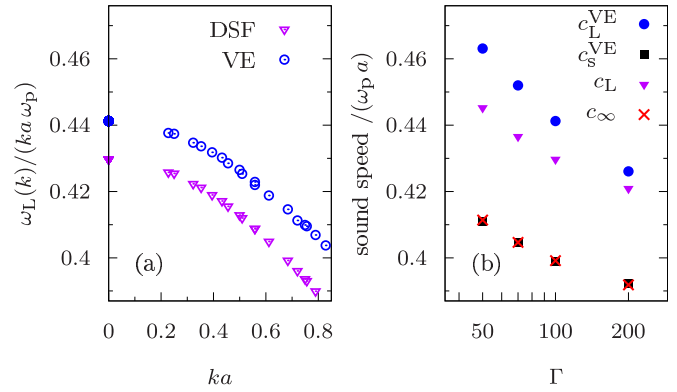 ω_L(k)/(ka ω_p)
0.46
0.44
0.42
0.4
DSF
VE
(a)
0
0.2
0.4
0.6
0.8
ka
sound speed /(ω_p a)
0.46
0.44
0.42
0.4
c_L^VE
c_s^VE
c_L
c_∞
(b)
50
100
200
Γ